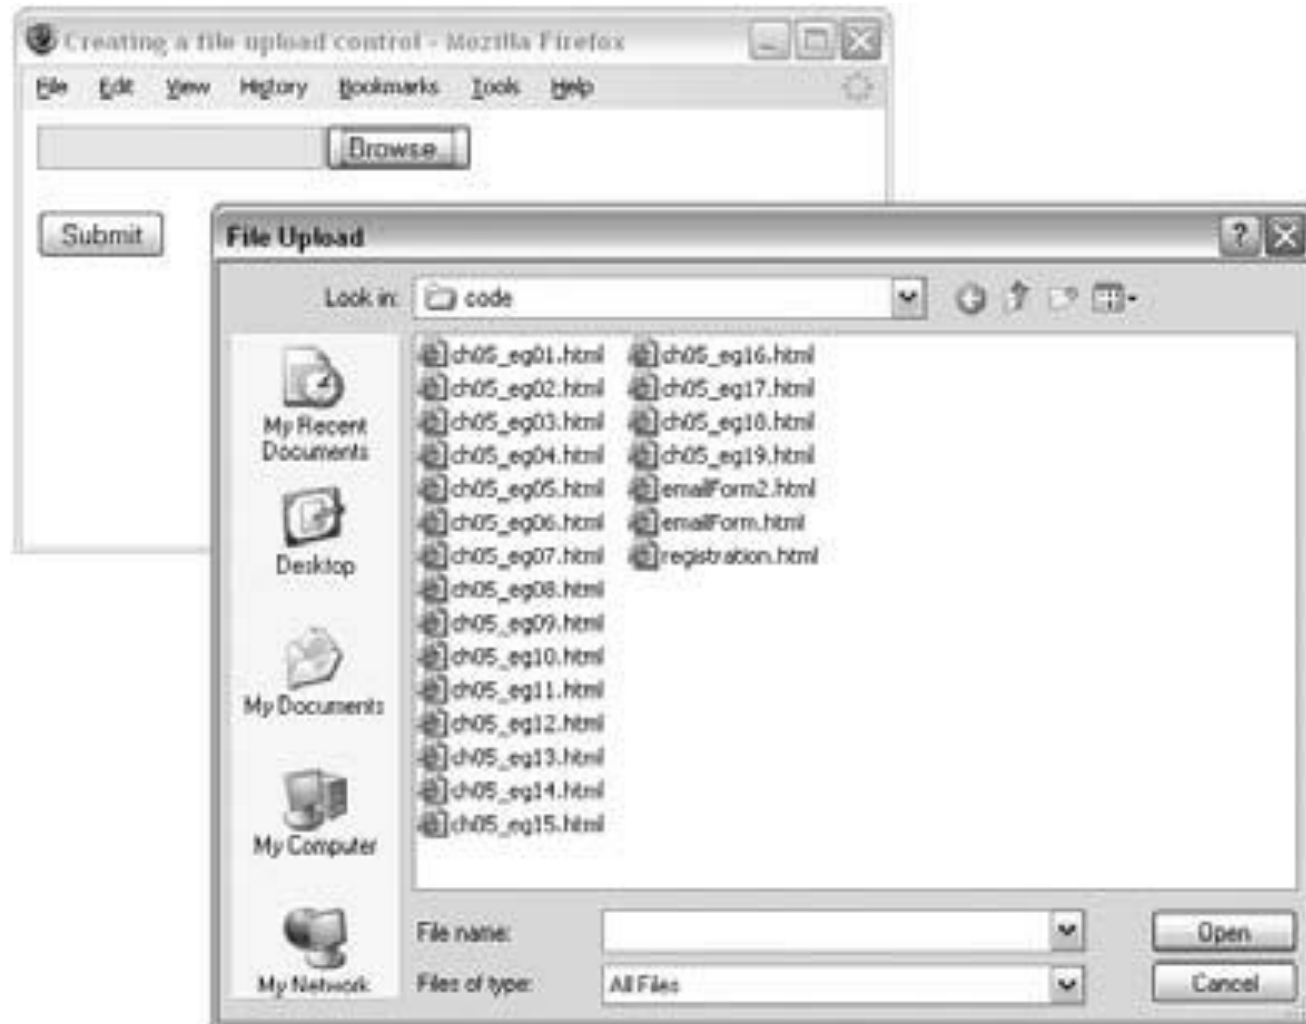 Creating a file upload control - Mozilla Firefox
File Edit View History Bookmarks Tools Help
Browse...
Submit
File Upload
Look in: code
My Recent Documents
Desktop
My Documents
My Computer
My Network
ch05_eg01.html
ch05_eg02.html
ch05_eg03.html
ch05_eg04.html
ch05_eg05.html
ch05_eg06.html
ch05_eg07.html
ch05_eg08.html
ch05_eg09.html
ch05_eg10.html
ch05_eg11.html
ch05_eg12.html
ch05_eg13.html
ch05_eg14.html
ch05_eg15.html
ch05_eg16.html
ch05_eg17.html
ch05_eg18.html
ch05_eg19.html
emailForm2.html
emailForm.html
registration.html
File name:
Open
Files of type: All Files
Cancel